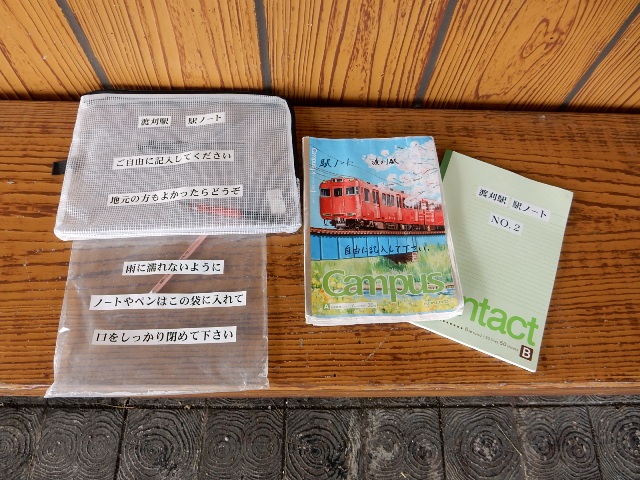 渡刈駅 駅ノート
ご自由に記入してください
地元の方もよかったらどうぞ
雨に濡れないように
ノートやペンはこの袋に入れて
口をしっかり閉めて下さい
駅ノート 渡刈駅
自由に記入して下さい.
Campus
A
渡刈駅 駅ノート
NO.2
ntact
B